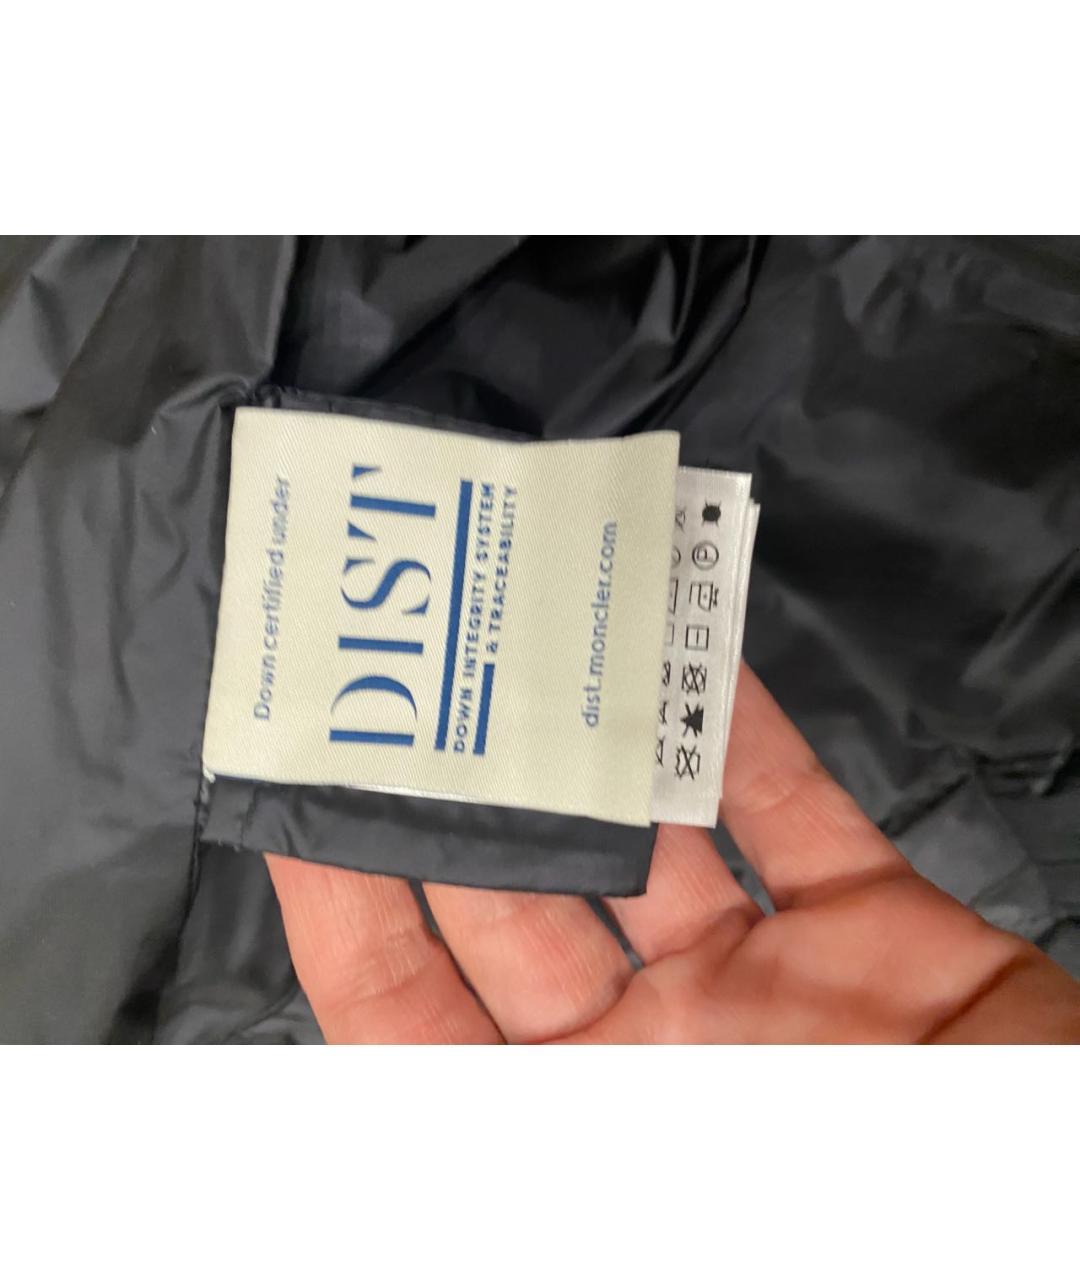 Down certified under
DIST
DOWN INTEGRITY SYSTEM
& TRACEABILITY
dist.moncler.com